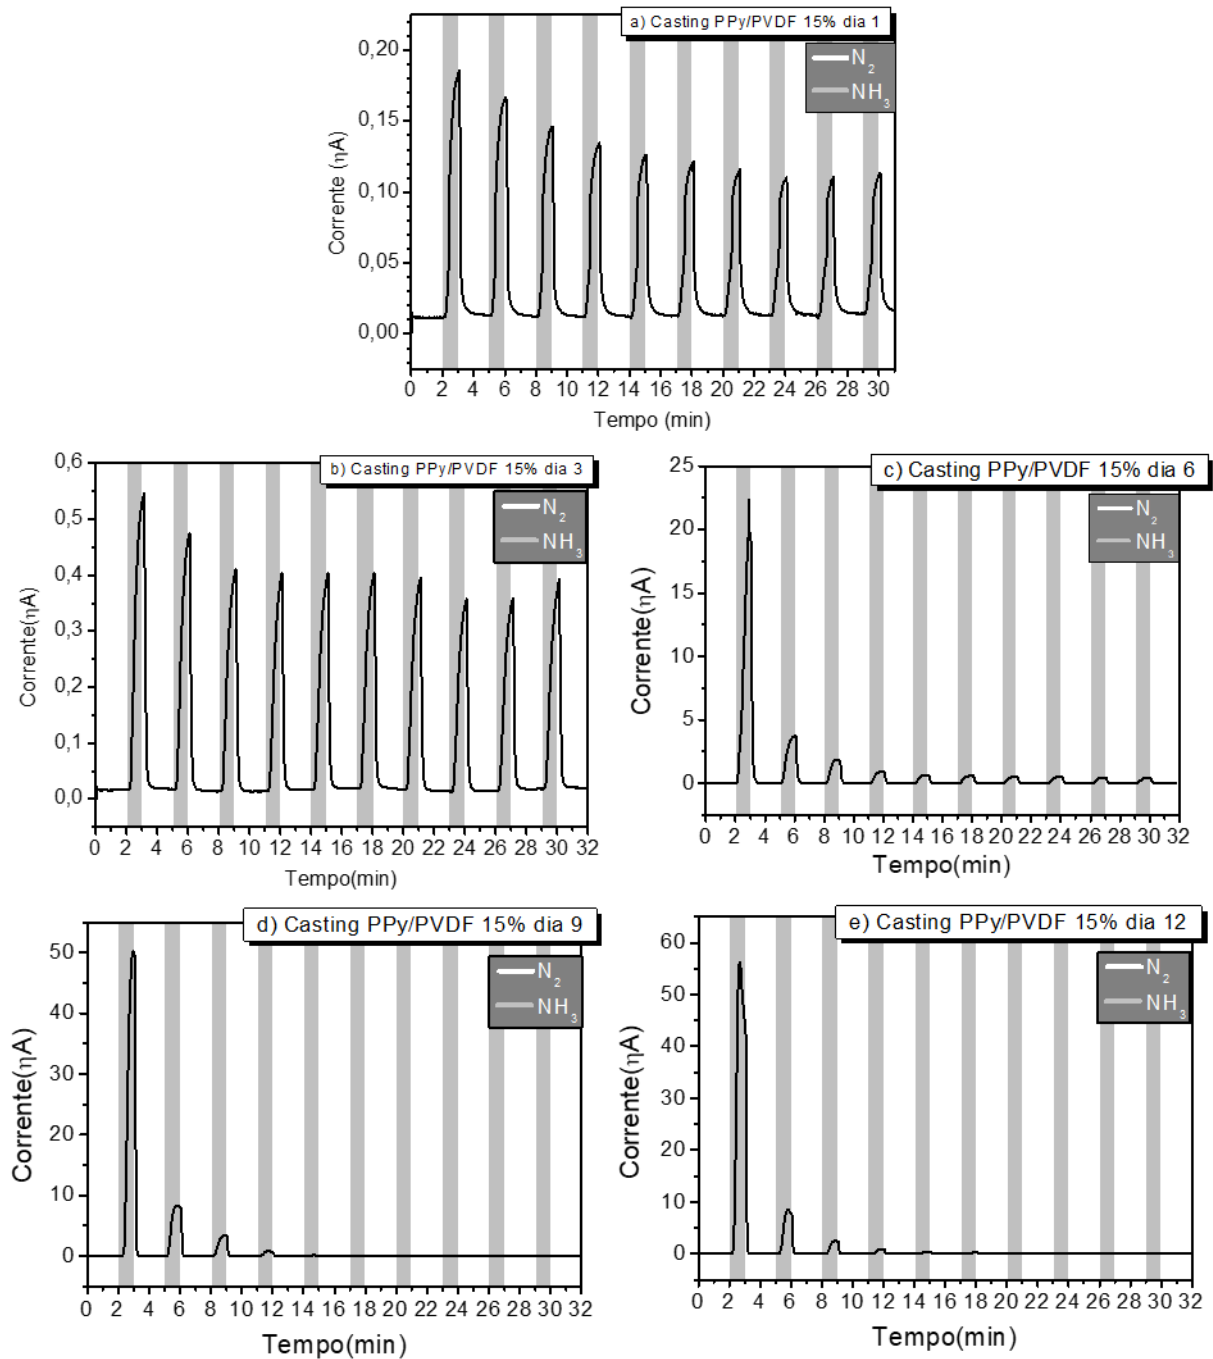 a) Casting PPy/PVDF 15% dia 1
N2
NH3
Corrente (ηA)
0,20
0,15
0,10
0,05
0,00
0 2 4 6 8 10 12 14 16 18 20 22 24 26 28 30
Tempo (min)
b) Casting PPy/PVDF 15% dia 3
N2
NH3
Corrente(ηA)
0,6
0,5
0,4
0,3
0,2
0,1
0,0
0 2 4 6 8 10 12 14 16 18 20 22 24 26 28 30 32
Tempo(min)
c) Casting PPy/PVDF 15% dia 6
N2
NH3
Corrente(ηA)
25
20
15
10
5
0
0 2 4 6 8 10 12 14 16 18 20 22 24 26 28 30 32
Tempo(min)
d) Casting PPy/PVDF 15% dia 9
N2
NH3
Corrente(ηA)
50
40
30
20
10
0
0 2 4 6 8 10 12 14 16 18 20 22 24 26 28 30 32
Tempo(min)
e) Casting PPy/PVDF 15% dia 12
N2
NH3
Corrente(ηA)
60
50
40
30
20
10
0
0 2 4 6 8 10 12 14 16 18 20 22 24 26 28 30 32
Tempo(min)